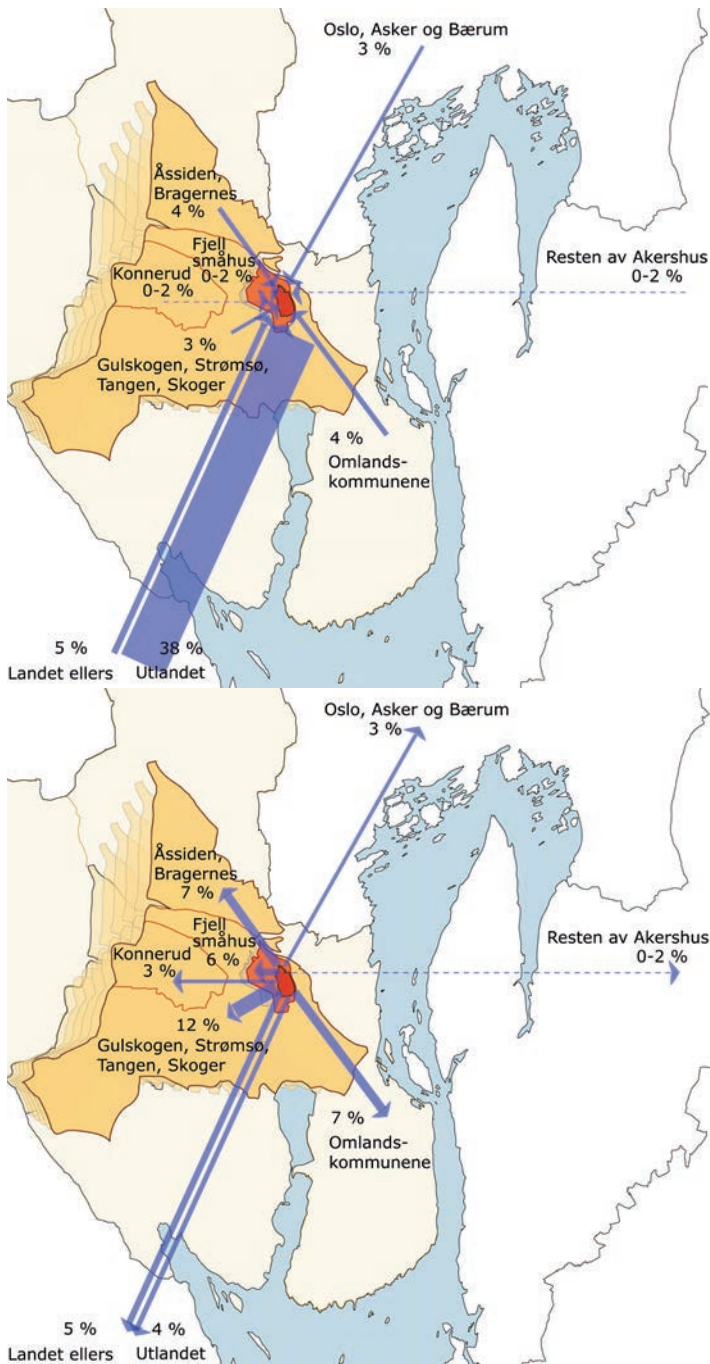 Oslo, Asker og Bærum
3 %
Åssiden,
Bragernes
4 %
Fjell
småhus
0-2 %
Konnerud
0-2 %
Resten av Akershus
0-2 %
3 %
Gulskogen, Strømsø,
Tangen, Skoger
4 %
Omlands-
kommunene
5 %
Landet ellers
38 %
Utlandet
Oslo, Asker og Bærum
3 %
Åssiden,
Bragernes
7 %
Fjell
småhus
6 %
Konnerud
3 %
Resten av Akershus
0-2 %
12 %
Gulskogen, Strømsø,
Tangen, Skoger
7 %
Omlands-
kommunene
5 %
Landet ellers
4 %
Utlandet